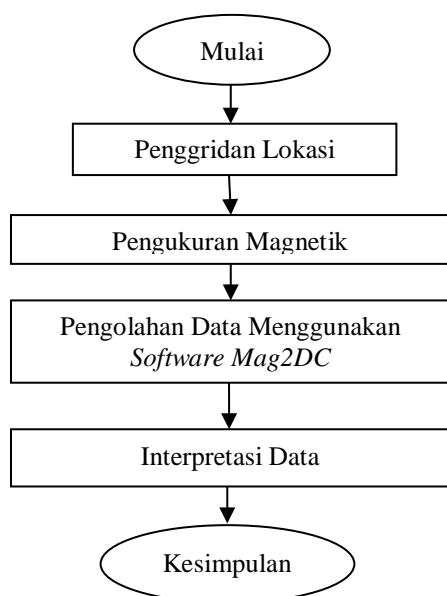 Mulai
Penggridan Lokasi
Pengukuran Magnetik
Pengolahan Data Menggunakan
Software Mag2DC
Interpretasi Data
Kesimpulan